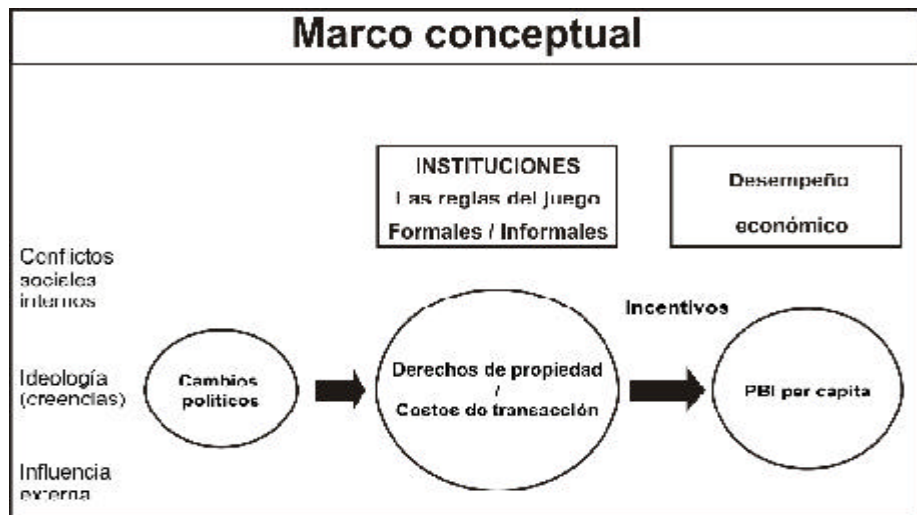 Marco conceptual
INSTITUCIONES
Las reglas del juego
Formales / Informales
Desempeño
económico
Conflictos
sociales
internos
Ideología
(creencias)
Influencia
externa
Cambios
políticos
Derechos de propiedad
/
Costos de transacción
Incentivos
PBI per capita